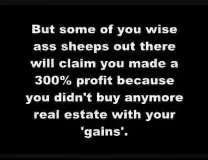 But some of you wise
ass sheeps out there
will claim you made a
300% profit because
you didn't buy anymore
real estate with your
'gains'.